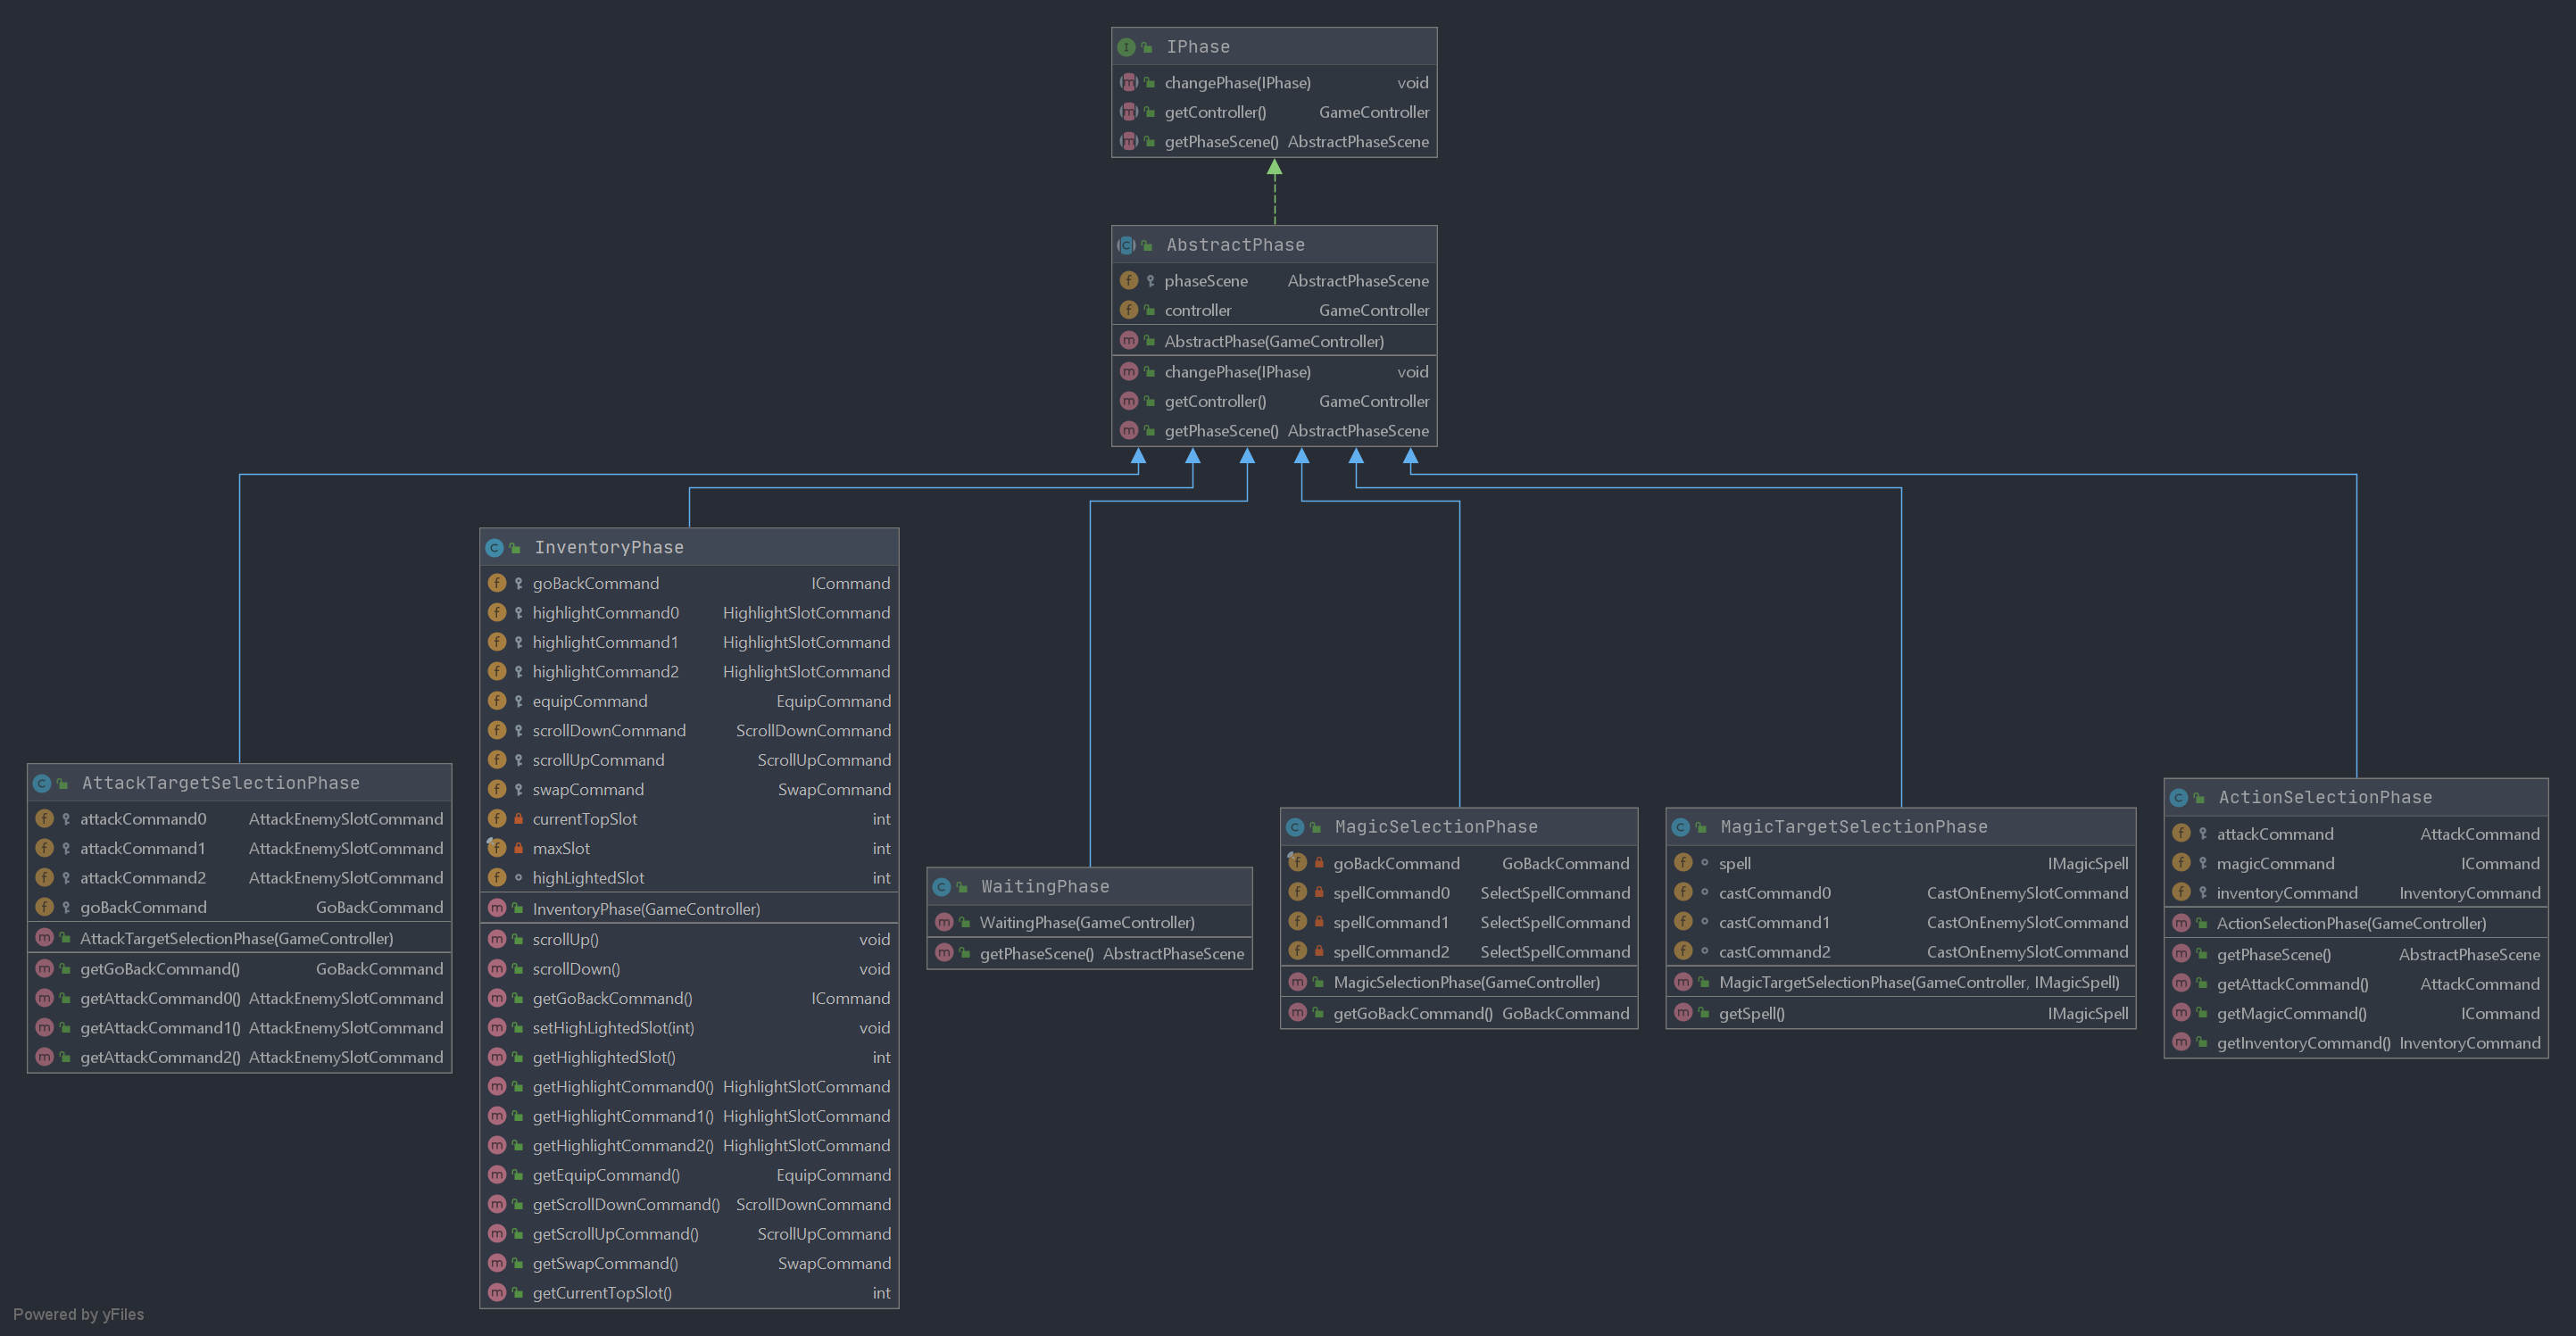 IPhase
changePhase(IPhase) void
getController() GameController
getPhaseScene() AbstractPhaseScene
AbstractPhase
phaseScene AbstractPhaseScene
controller GameController
AbstractPhase(GameController)
changePhase(IPhase) void
getController() GameController
getPhaseScene() AbstractPhaseScene
AttackTargetSelectionPhase
attackCommand0 AttackEnemySlotCommand
attackCommand1 AttackEnemySlotCommand
attackCommand2 AttackEnemySlotCommand
goBackCommand GoBackCommand
AttackTargetSelectionPhase(GameController)
getGoBackCommand() GoBackCommand
getAttackCommand0() AttackEnemySlotCommand
getAttackCommand1() AttackEnemySlotCommand
getAttackCommand2() AttackEnemySlotCommand
InventoryPhase
goBackCommand ICommand
highlightCommand0 HighlightSlotCommand
highlightCommand1 HighlightSlotCommand
highlightCommand2 HighlightSlotCommand
equipCommand EquipCommand
scrollDownCommand ScrollDownCommand
scrollUpCommand ScrollUpCommand
swapCommand SwapCommand
currentTopSlot int
maxSlot int
highLightedSlot int
InventoryPhase(GameController)
scrollUp() void
scrollDown() void
getGoBackCommand() ICommand
setHighLightedSlot(int) void
getHighlightedSlot() int
getHighlightCommand0() HighlightSlotCommand
getHighlightCommand1() HighlightSlotCommand
getHighlightCommand2() HighlightSlotCommand
getEquipCommand() EquipCommand
getScrollDownCommand() ScrollDownCommand
getScrollUpCommand() ScrollUpCommand
getSwapCommand() SwapCommand
getCurrentTopSlot() int
WaitingPhase
WaitingPhase(GameController)
getPhaseScene() AbstractPhaseScene
MagicSelectionPhase
goBackCommand GoBackCommand
spellCommand0 SelectSpellCommand
spellCommand1 SelectSpellCommand
spellCommand2 SelectSpellCommand
MagicSelectionPhase(GameController)
getGoBackCommand() GoBackCommand
MagicTargetSelectionPhase
spell IMagicSpell
castCommand0 CastOnEnemySlotCommand
castCommand1 CastOnEnemySlotCommand
castCommand2 CastOnEnemySlotCommand
MagicTargetSelectionPhase(GameController, IMagicSpell)
getSpell() IMagicSpell
ActionSelectionPhase
attackCommand AttackCommand
magicCommand ICommand
inventoryCommand InventoryCommand
ActionSelectionPhase(GameController)
getPhaseScene() AbstractPhaseScene
getAttackCommand() AttackCommand
getMagicCommand() ICommand
getInventoryCommand() InventoryCommand
Powered by yFiles